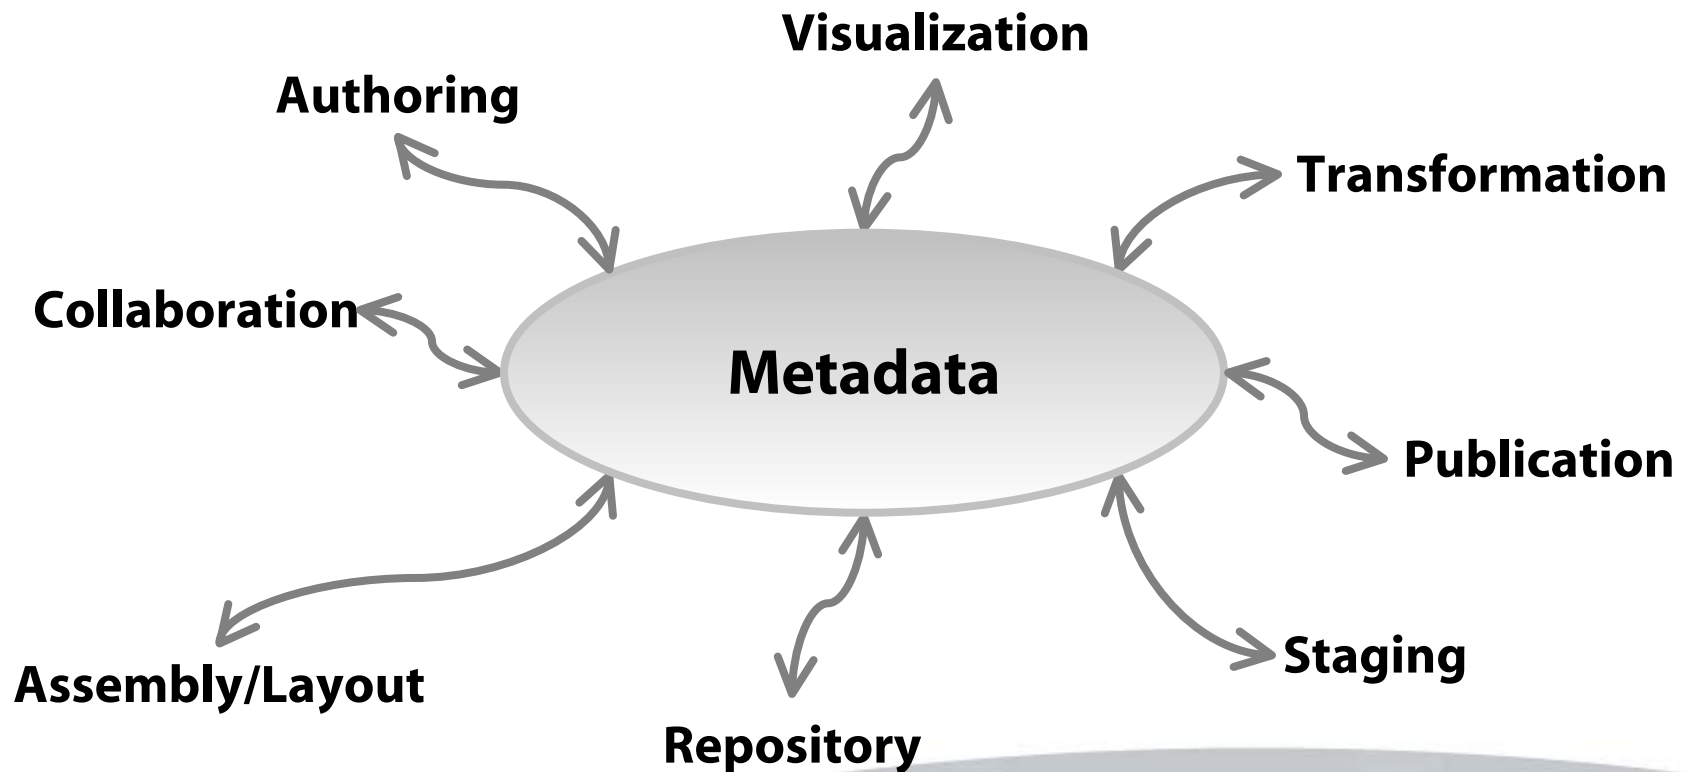 Visualization
Authoring
Transformation
Collaboration
Metadata
Publication
Staging
Assembly/Layout
Repository